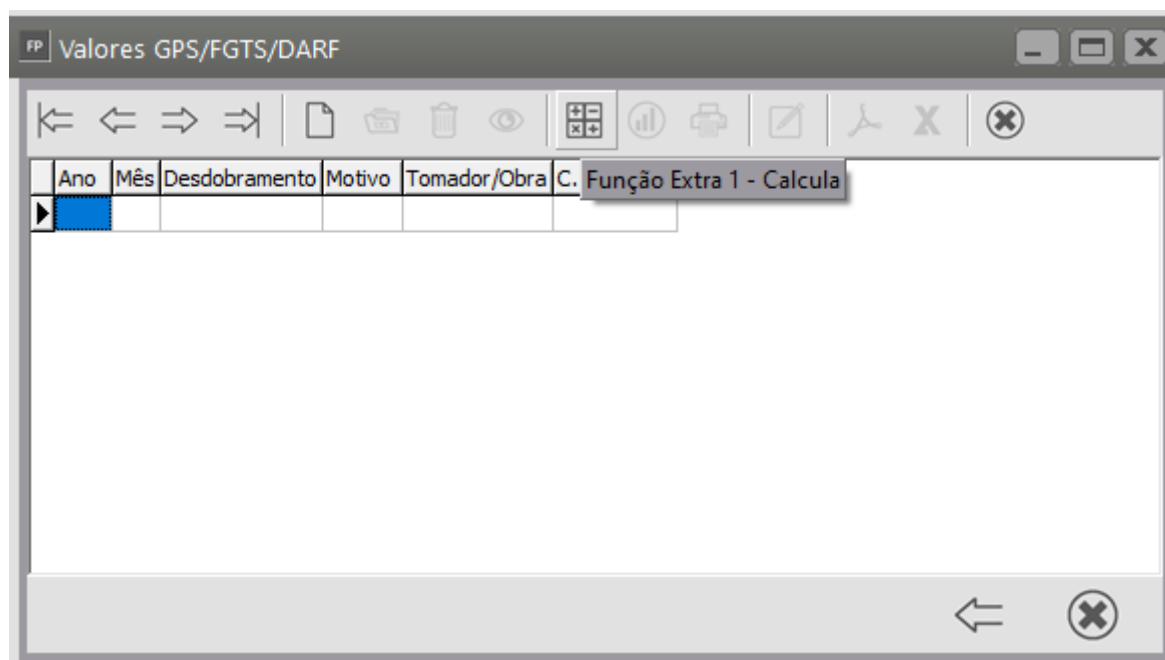 FP Valores GPS/FGTS/DARF
Ano Mês Desdobramento Motivo Tomador/Obra C.
Função Extra 1 - Calcula